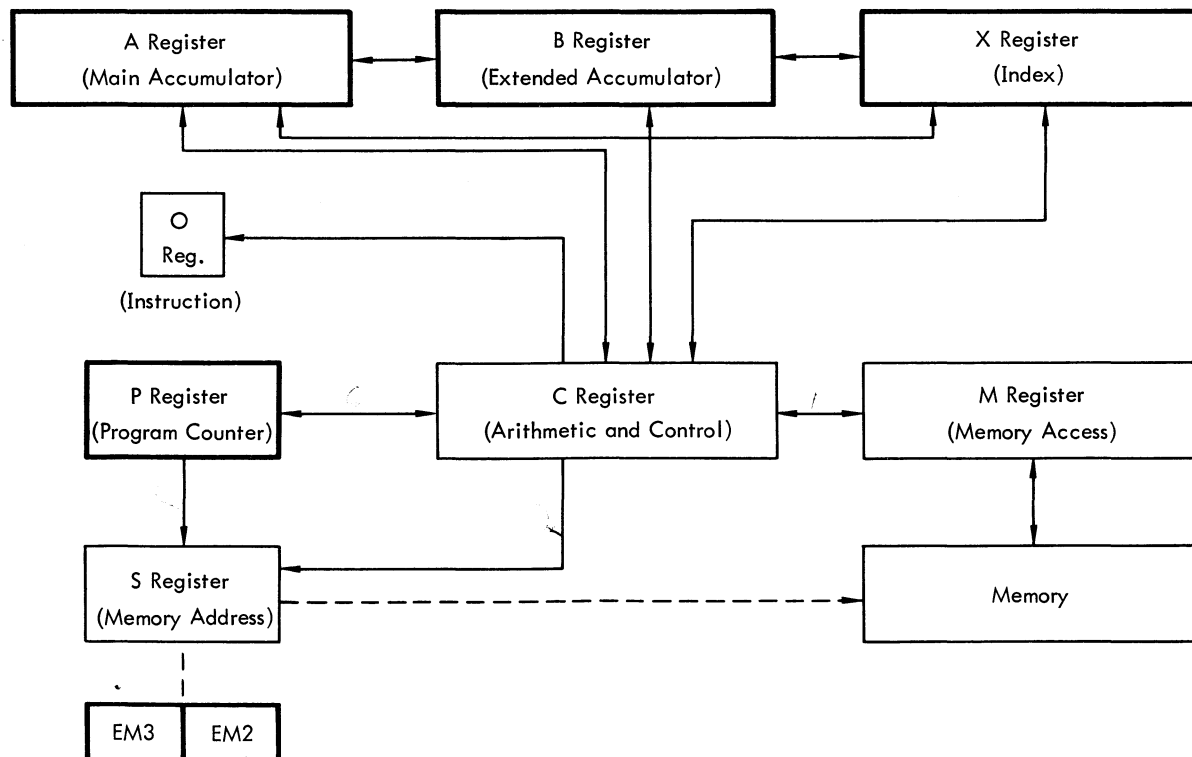 A Register
(Main Accumulator)
B Register
(Extended Accumulator)
X Register
(Index)
O
Reg.
(Instruction)
P Register
(Program Counter)
C Register
(Arithmetic and Control)
M Register
(Memory Access)
S Register
(Memory Address)
Memory
EM3
EM2